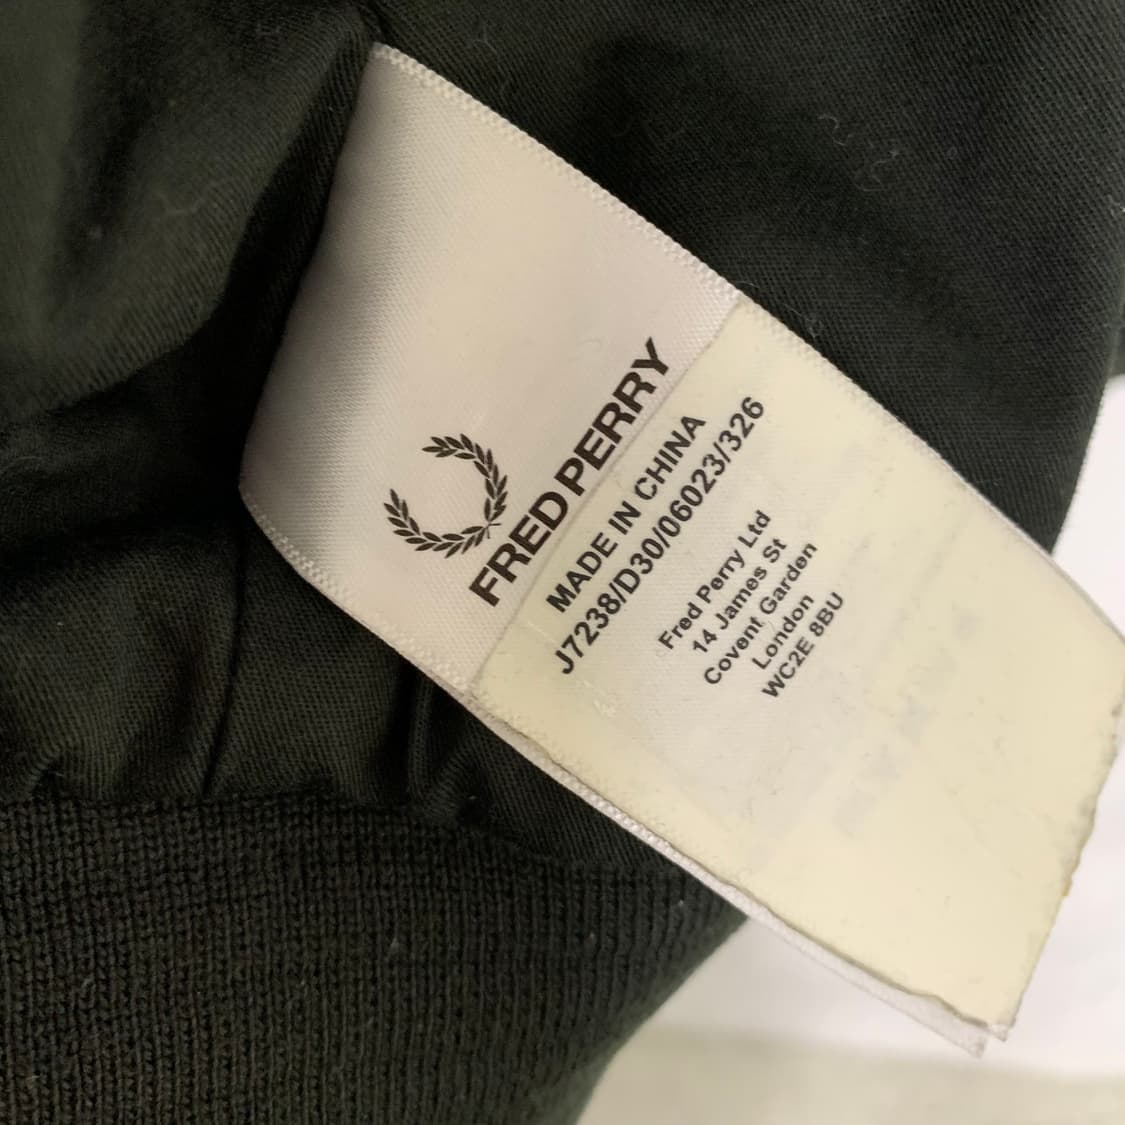 FRED PERRY
MADE IN CHINA
J7238/D30/06023/326
Fred Perry Ltd
14 James St
Covent Garden
London
WC2E 8BU